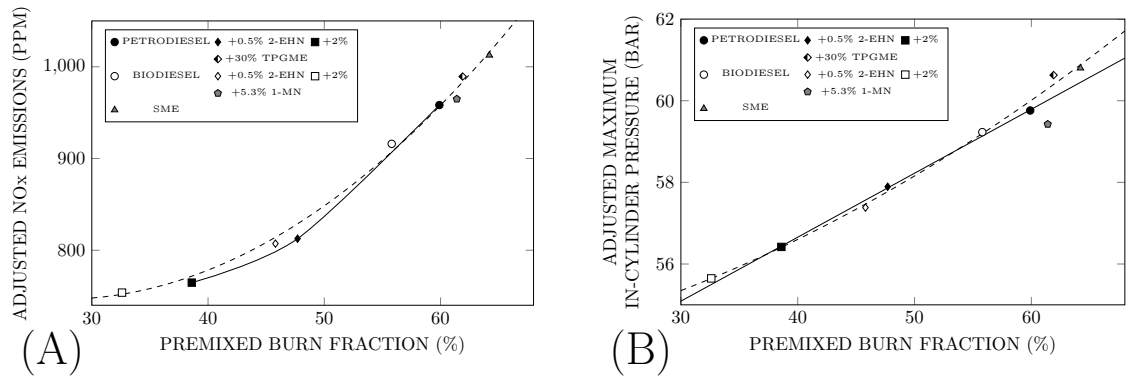 ADJUSTED NOx EMISSIONS (PPM)
1,000
900
800
30 40 50 60
PREMIXED BURN FRACTION (%)
(A)
PETRODIESEL +0.5% 2-EHN +2%
+30% TPGME
BIODIESEL +0.5% 2-EHN +2%
+5.3% 1-MN
SME
ADJUSTED MAXIMUM
IN-CYLINDER PRESSURE (BAR)
62
60
58
56
30 40 50 60
PREMIXED BURN FRACTION (%)
(B)
PETRODIESEL +0.5% 2-EHN +2%
+30% TPGME
BIODIESEL +0.5% 2-EHN +2%
+5.3% 1-MN
SME